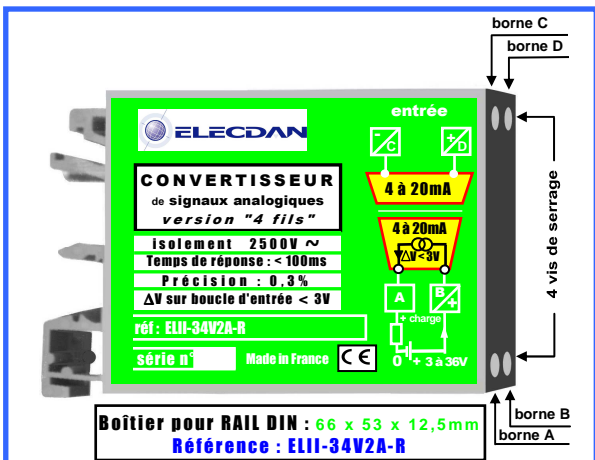 borne C
borne D
entrée
ELECDAN
-/C
+/D
CONVERTISSEUR
de signaux analogiques
version "4 fils"
4 à 20mA
4 à 20mA
ΔV<3V
isolement 2500V ~
Temps de réponse : < 100ms
Précision : 0,3%
ΔV sur boucle d'entrée < 3V
A
B/+
+ charge
0 + 3 à 36V
réf : ELII-34V2A-R
série n°
Made in France
CE
4 vis de serrage
borne B
borne A
Boîtier pour RAIL DIN : 66 x 53 x 12,5mm
Référence : ELII-34V2A-R